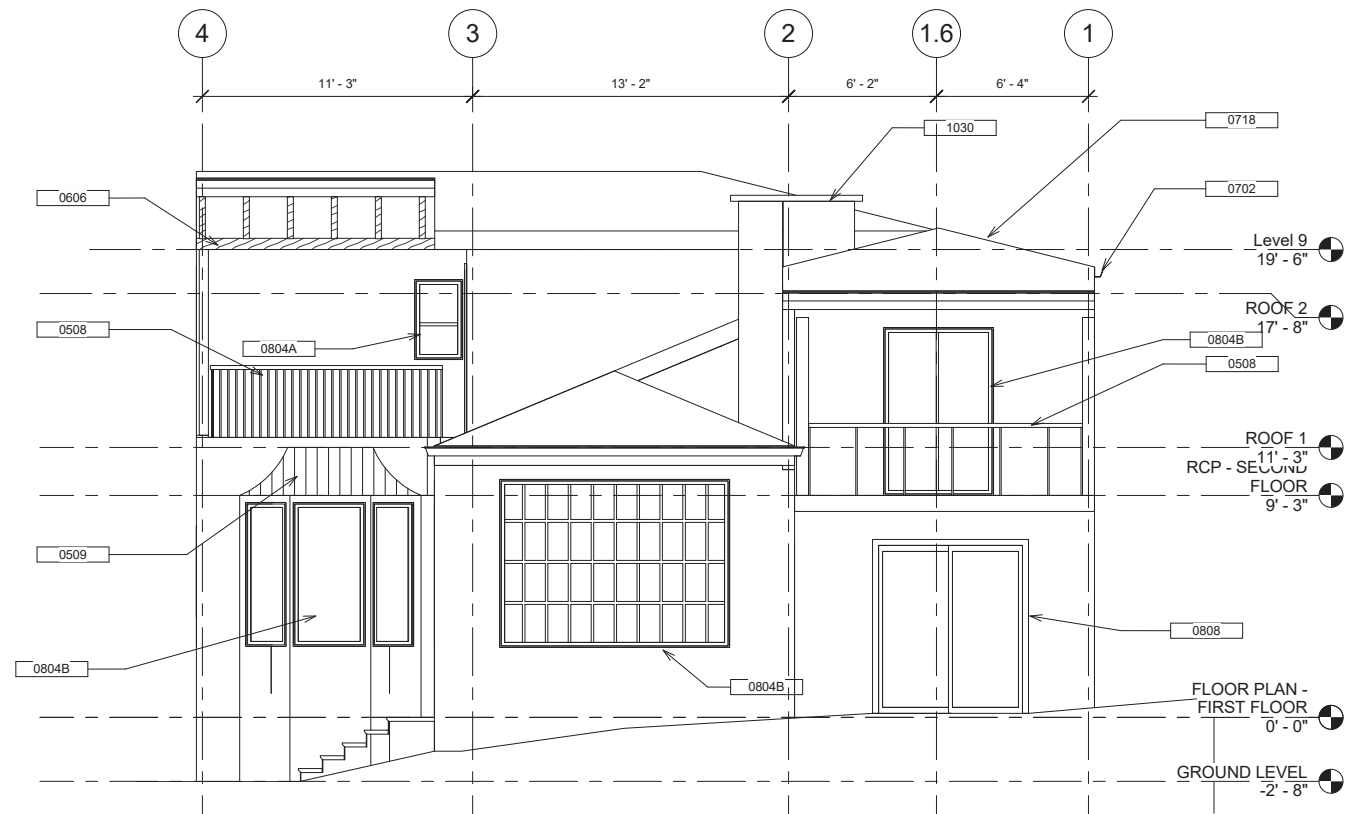 4
3
2
1.6
1
11' - 3"
13' - 2"
6' - 2"
6' - 4"
1030
0718
0702
0606
Level 9
19' - 6"
ROOF 2
17' - 8"
0508
0804A
0804B
0508
ROOF 1
11' - 3"
RCP - SECOND
FLOOR
9' - 3"
0509
0808
0804B
0804B
FLOOR PLAN -
FIRST FLOOR
0' - 0"
GROUND LEVEL
-2' - 8"